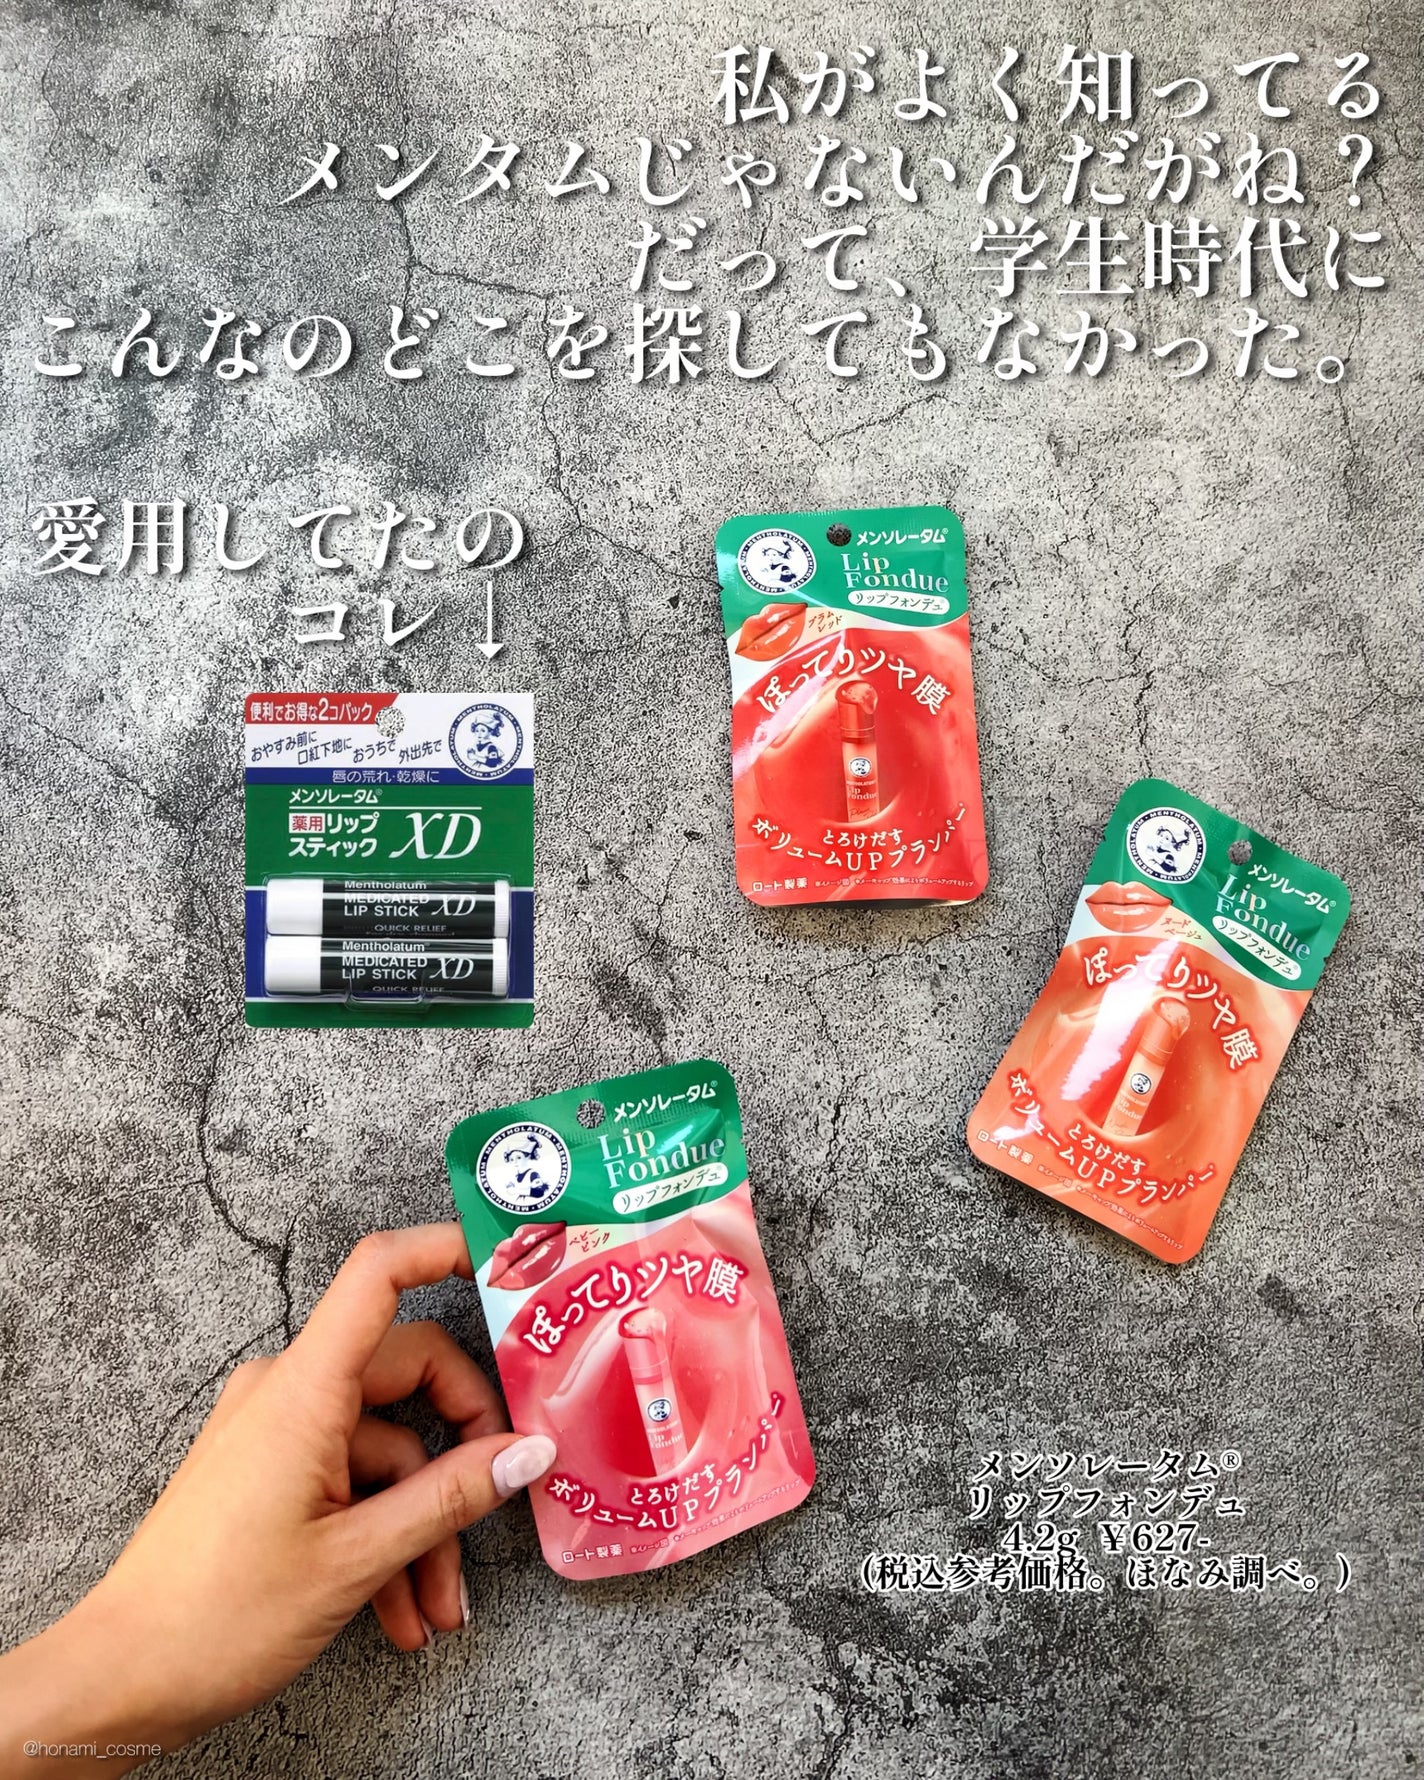 私がよく知ってる
メンタムじゃないんだがね？
だって、学生時代に
こんなのどこを探してもなかった。
愛用してたの
コレ↓
便利でお得な2コパック
おやすみ前に
口紅下地に
おうちで
外出先で
唇の荒れ・乾燥に
メンソレータム®
薬用リップ
スティック XD
Mentholatum
MEDICATED
LIP STICK XD
QUICK RELIEF
Mentholatum
MEDICATED
LIP STICK XD
QUICK RELIEF
MENTHOLATUM
メンソレータム®
Lip
Fondue
リップフォンデュ
プラム
レッド
ぽってりツヤ膜
とろけだす
ボリュームUPプランパー
ロート製薬
MENTHOLATUM
メンソレータム®
Lip
Fondue
リップフォンデュ®
ヌード
ベージュ
ぽってりツヤ膜
とろけだす
ボリュームUPプランパー
ロート製薬
MENTHOLATUM
メンソレータム®
Lip
Fondue
リップフォンデュ®
ベビー
ピンク
ぽってりツヤ膜
Lip
Fondue
とろけだす
ボリュームUPプランパー
ロート製薬
メンソレータム®
リップフォンデュ
4.2g ￥627-
(税込参考価格。ほなみ調べ。)
@honami_cosme